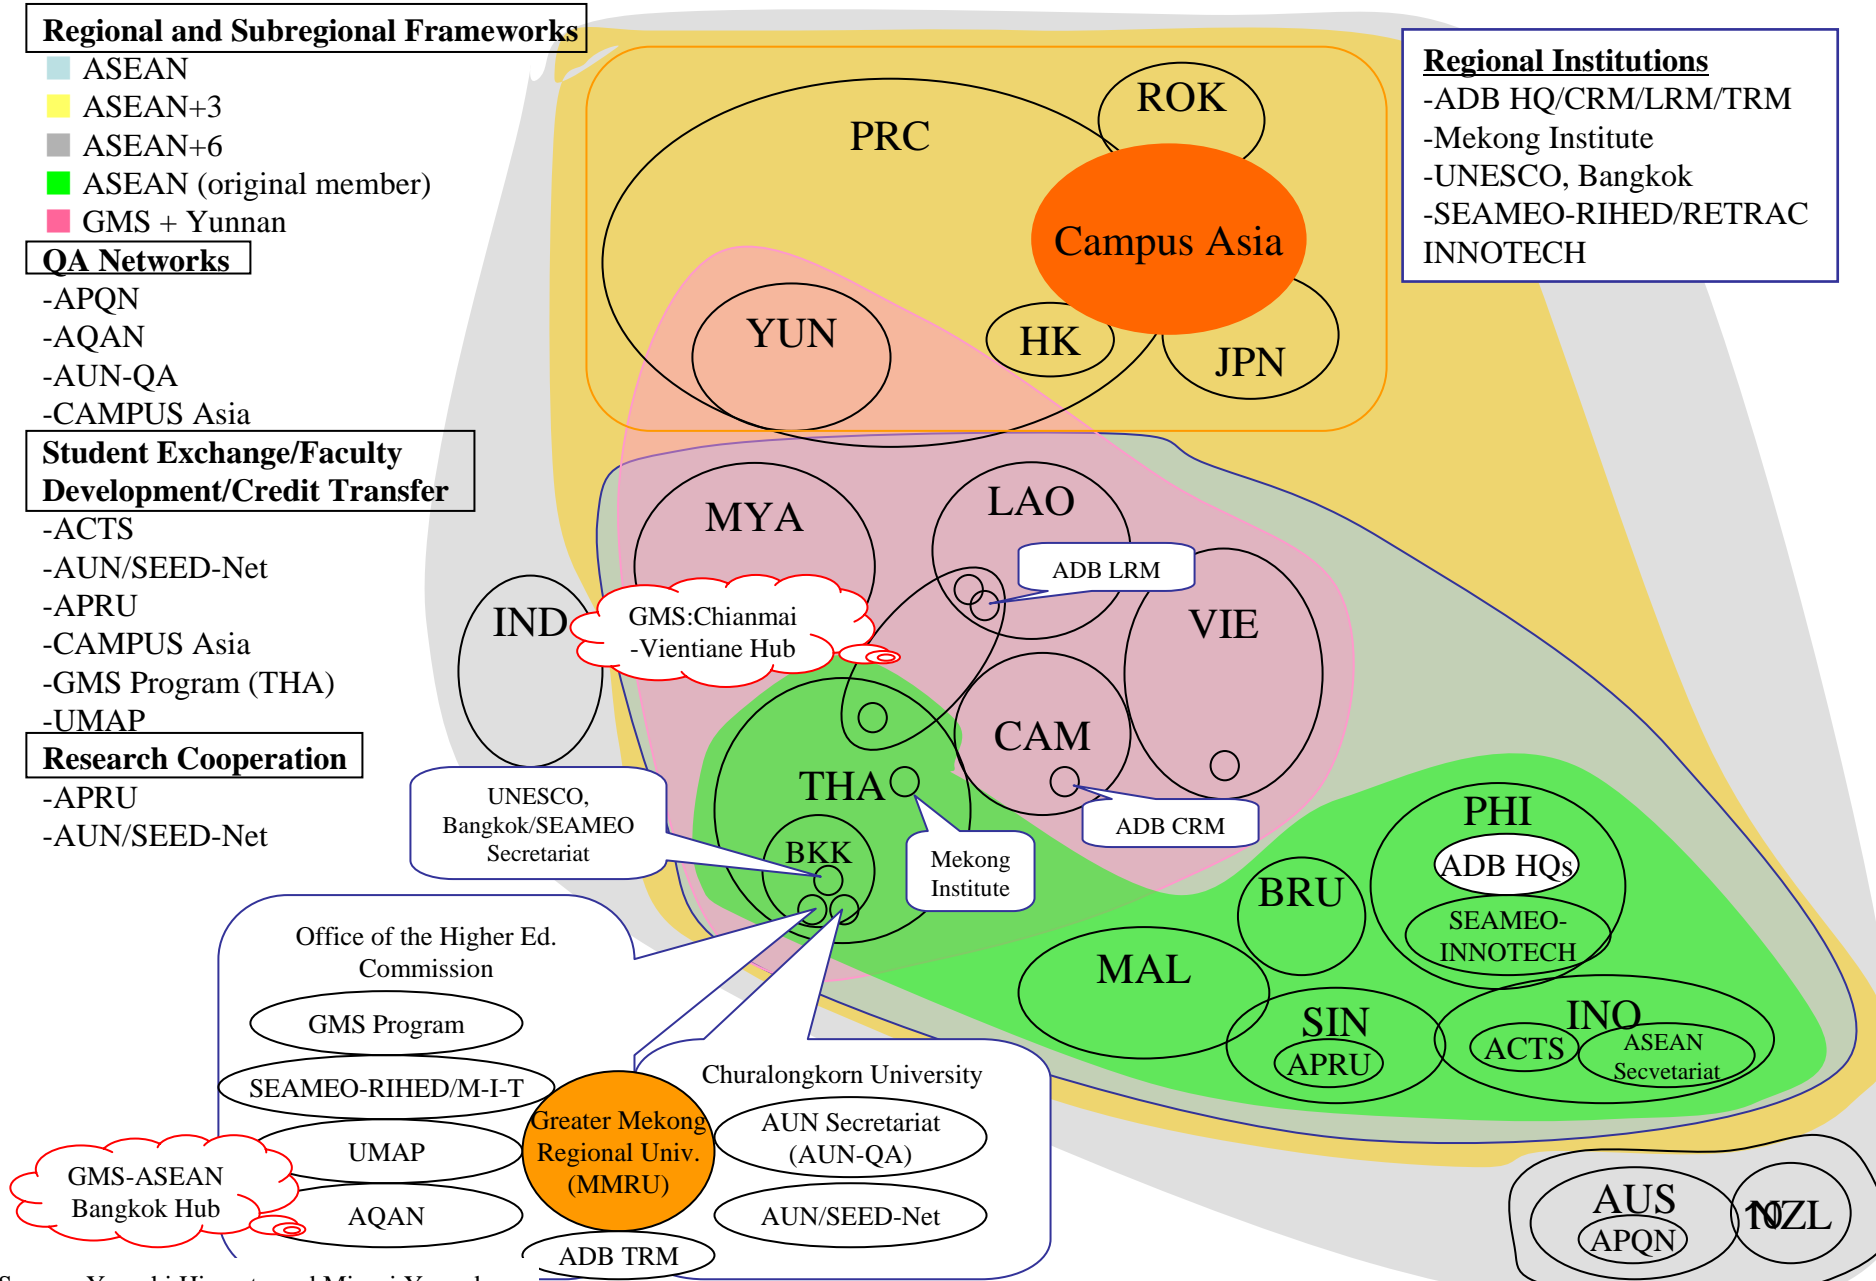 Regional and Subregional Frameworks
ASEAN
ASEAN+3
ASEAN+6
ASEAN (original member)
GMS + Yunnan
QA Networks
-APQN
-AQAN
-AUN-QA
-CAMPUS Asia
Student Exchange/Faculty
Development/Credit Transfer
-ACTS
-AUN/SEED-Net
-APRU
-CAMPUS Asia
-GMS Program (THA)
-UMAP
Research Cooperation
-APRU
-AUN/SEED-Net
Regional Institutions
-ADB HQ/CRM/LRM/TRM
-Mekong Institute
-UNESCO, Bangkok
-SEAMEO-RIHED/RETRAC
INNOTECH
PRC
ROK
Campus Asia
YUN
HK
JPN
MYA
LAO
ADB LRM
IND
GMS:Chianmai
-Vientiane Hub
VIE
CAM
THA
ADB CRM
UNESCO,
Bangkok/SEAMEO
Secretariat
BKK
Mekong
Institute
PHI
ADB HQs
SEAMEO-
INNOTECH
BRU
MAL
SIN
APRU
INO
ACTS
ASEAN
Secvetariat
Office of the Higher Ed.
Commission
GMS Program
SEAMEO-RIHED/M-I-T
UMAP
AQAN
Greater Mekong
Regional Univ.
(MMRU)
ADB TRM
Churalongkorn University
AUN Secretariat
(AUN-QA)
AUN/SEED-Net
GMS-ASEAN
Bangkok Hub
AUS
APQN
NZL
10